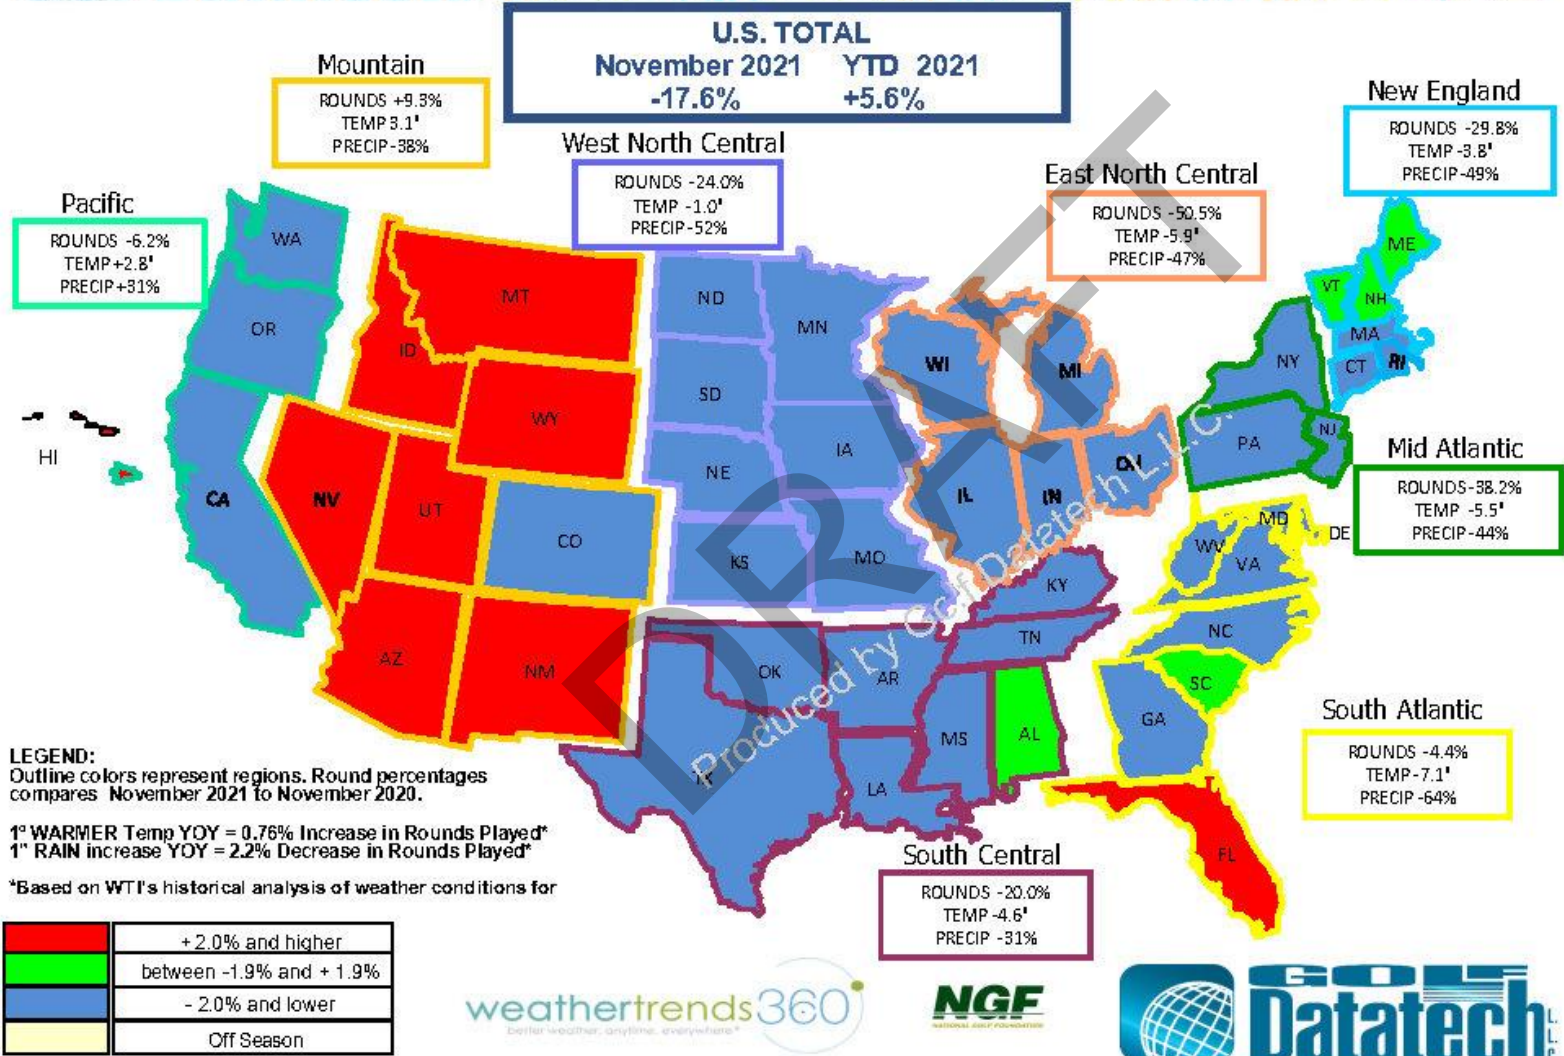 U.S. TOTAL
November 2021 YTD 2021
-17.6% +5.6%
Mountain
ROUNDS +9.3%
TEMP 3.1°
PRECIP -38%
West North Central
ROUNDS -24.0%
TEMP -1.0°
PRECIP -52%
New England
ROUNDS -29.8%
TEMP -3.8°
PRECIP -49%
East North Central
ROUNDS -50.5%
TEMP -5.9°
PRECIP -47%
Pacific
ROUNDS -6.2%
TEMP +2.8°
PRECIP +31%
WA
OR
CA
HI
MT
ID
WY
NV
UT
CO
AZ
NM
ND
SD
NE
KS
MN
IA
MO
WI
MI
IL
IN
OH
ME
VT
NH
MA
CT
RI
NY
PA
NJ
Mid Atlantic
ROUNDS -38.2%
TEMP -5.5°
PRECIP -44%
MD
DE
WV
VA
NC
SC
GA
FL
KY
TN
OK
AR
TX
LA
MS
AL
DRAFT
Produced by Golf Datatech L.L.C.
South Atlantic
ROUNDS -4.4%
TEMP -7.1°
PRECIP -64%
South Central
ROUNDS -20.0%
TEMP -4.6°
PRECIP -31%
LEGEND:
Outline colors represent regions. Round percentages
compares November 2021 to November 2020.
1° WARMER Temp YOY = 0.76% Increase in Rounds Played*
1" RAIN increase YOY = 2.2% Decrease in Rounds Played*
*Based on WTI's historical analysis of weather conditions for
+ 2.0% and higher
between -1.9% and + 1.9%
- 2.0% and lower
Off Season
weathertrends360
better weather, anytime, everywhere*
NGF
NATIONAL GOLF FOUNDATION
GOLF
Datatech L.L.C.